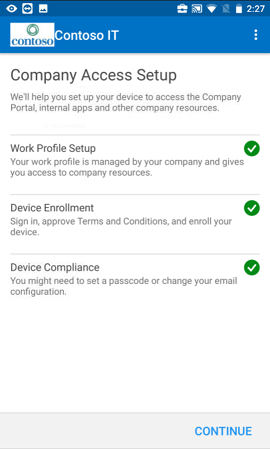 2:27
contoso
Contoso IT
Company Access Setup
We'll help you set up your device to access the Company
Portal, internal apps and other company resources.
Work Profile Setup
Your work profile is managed by your company and gives
you access to company resources.
Device Enrollment
Sign in, approve Terms and Conditions, and enroll your
device.
Device Compliance
You might need to set a passcode or change your email
configuration.
CONTINUE